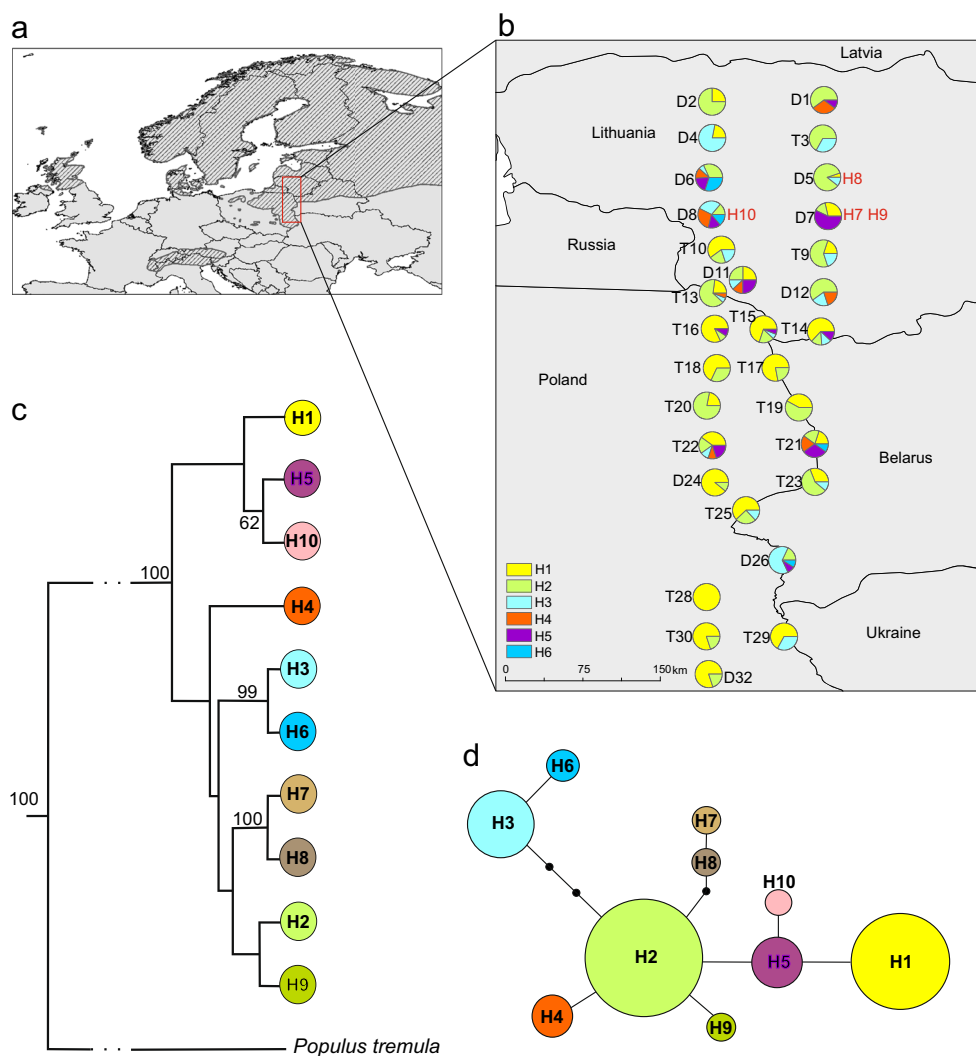 a
b
Latvia
Lithuania
Russia
Poland
Belarus
Ukraine
D2
D1
D4
T3
D6
D5 H8
D8 H10
D7 H7 H9
T10
T9
D11
T13
D12
T16
T15
T14
T18
T17
T20
T19
T22
T21
D24
T23
T25
D26
T28
T30
T29
D32
H1
H2
H3
H4
H5
H6
0 75 150 km
c
H1
H5
62
H10
100
H4
H3
99
H6
H7
100
H8
100
H2
H9
Populus tremula
d
H6
H3
H7
H8
H10
H2
H5
H1
H4
H9